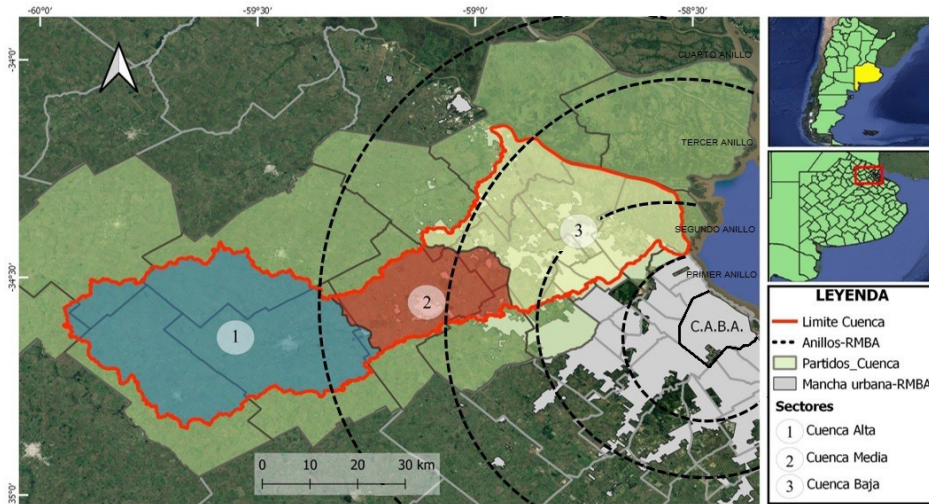 -60°0'
-59°30'
-59°0'
-58°30'
-34°0'
-34°30'
-35°0'
CUARTO ANILLO
TERCER ANILLO
SEGUNDO ANILLO
PRIMER ANILLO
C.A.B.A.
1
2
3
0 10 20 30 km
LEYENDA
Limite Cuenca
Anillos-RMBA
Partidos_Cuenca
Mancha urbana-RMBA
Sectores
1 Cuenca Alta
2 Cuenca Media
3 Cuenca Baja